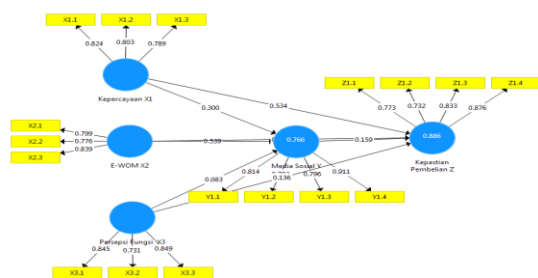 X1.1 X1.2 X1.3
0.824 0.803 0.789
Kepercayaan X1
0.300
0.534
Z1.1 Z1.2 Z1.3 Z1.4
0.773 0.732 0.833 0.876
X2.1
X2.2
X2.3
0.799
0.776
0.839
E-WOM X2
0.539
0.766
0.159
0.886
Media Sosial Y
Kepastian
Pembelian Z
0.083
0.814
0.136
0.796
0.911
Y1.1 Y1.2 Y1.3 Y1.4
Persepsi Fungsi X3
0.845 0.731 0.849
X3.1 X3.2 X3.3